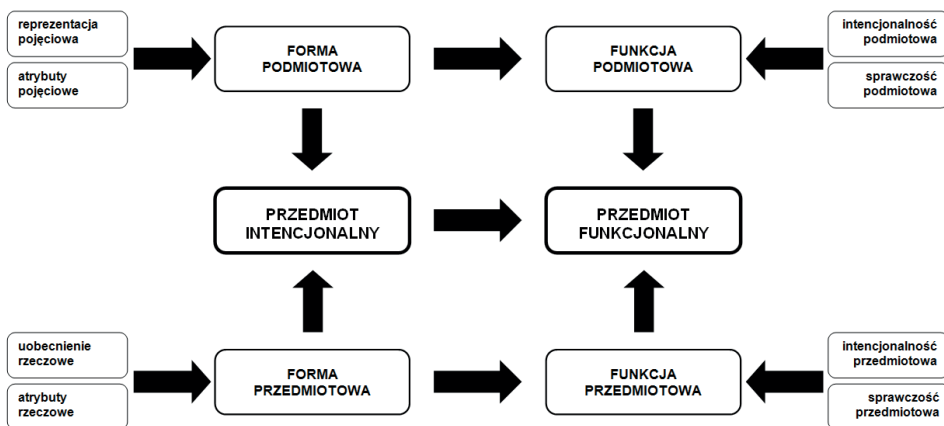 reprezentacja
pojęciowa
atrybuty
pojęciowe
FORMA
PODMIOTOWA
FUNKCJA
PODMIOTOWA
intencjonalność
podmiotowa
sprawczość
podmiotowa
PRZEDMIOT
INTENCJONALNY
PRZEDMIOT
FUNKCJONALNY
uobecnienie
rzeczowe
atrybuty
rzeczowe
FORMA
PRZEDMIOTOWA
FUNKCJA
PRZEDMIOTOWA
intencjonalność
przedmiotowa
sprawczość
przedmiotowa